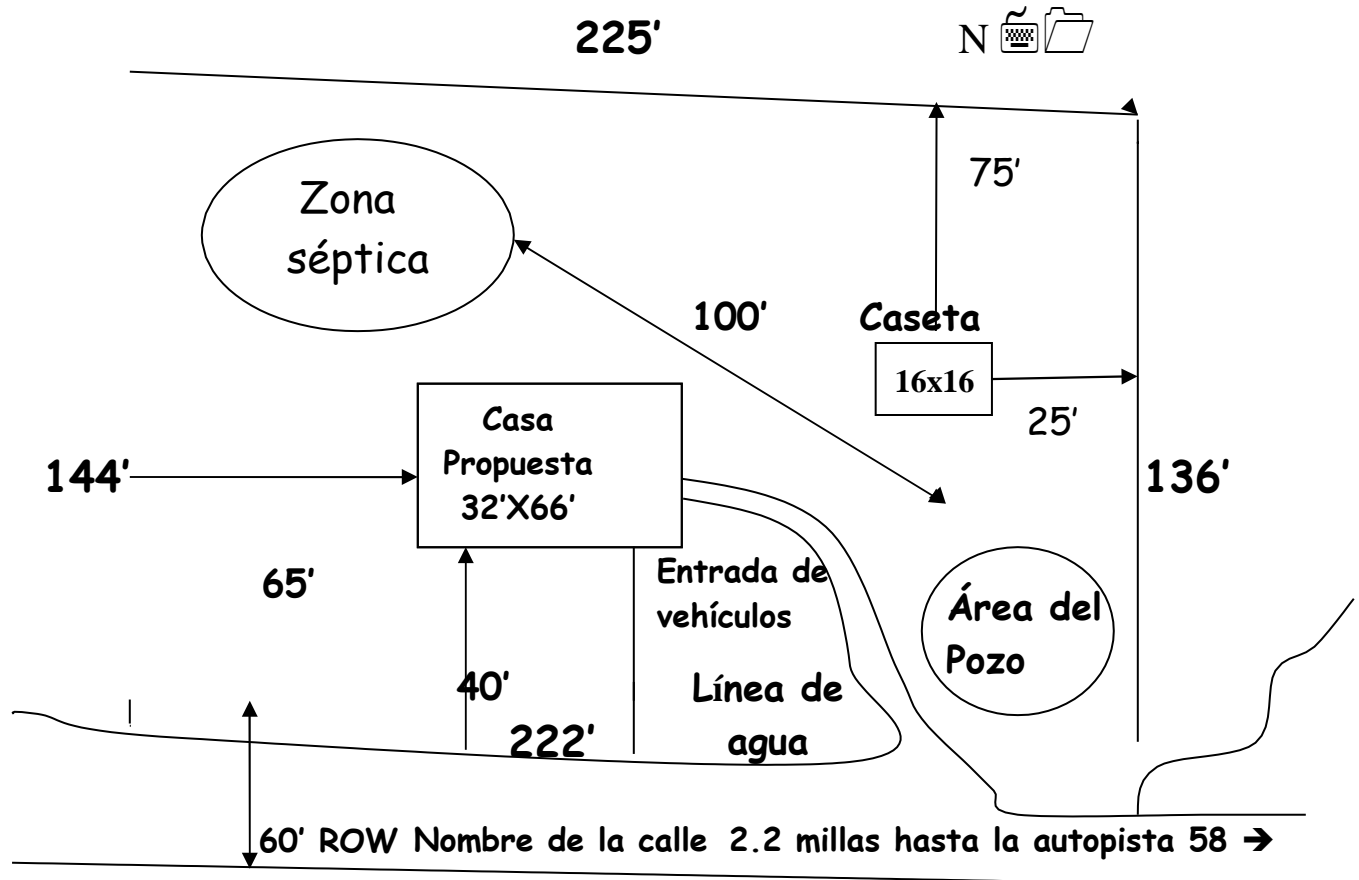 225’
N
75’
Zona
séptica
100’
Caseta
16x16
25’
Casa
Propuesta
32’X66’
144’
136’
65’
Entrada de
vehículos
Área del
Pozo
40’
Línea de
agua
222’
60’ ROW Nombre de la calle 2.2 millas hasta la autopista 58 →